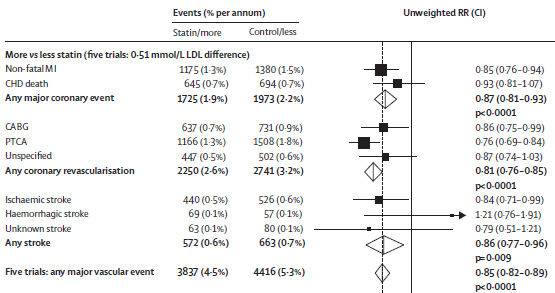 Events (% per annum) Unweighted RR (CI)
Statin/more Control/less
More vs less statin (five trials: 0·51 mmol/L LDL difference)
Non-fatal MI 1175 (1·3%) 1380 (1·5%) 0·85 (0·76–0·94)
CHD death 645 (0·7%) 694 (0·7%) 0·93 (0·81–1·07)
Any major coronary event 1725 (1·9%) 1973 (2·2%) 0·87 (0·81–0·93)
p<0·0001
CABG 637 (0·7%) 731 (0·9%) 0·86 (0·75–0·99)
PTCA 1166 (1·3%) 1508 (1·8%) 0·76 (0·69–0·84)
Unspecified 447 (0·5%) 502 (0·6%) 0·87 (0·74–1·03)
Any coronary revascularisation 2250 (2·6%) 2741 (3·2%) 0·81 (0·76–0·85)
p<0·0001
Ischaemic stroke 440 (0·5%) 526 (0·6%) 0·84 (0·71–0·99)
Haemorrhagic stroke 69 (0·1%) 57 (0·1%) 1·21 (0·76–1·91)
Unknown stroke 63 (0·1%) 80 (0·1%) 0·79 (0·51–1·21)
Any stroke 572 (0·6%) 663 (0·7%) 0·86 (0·77–0·96)
p=0·009
Five trials: any major vascular event 3837 (4·5%) 4416 (5·3%) 0·85 (0·82–0·89)
p<0·0001